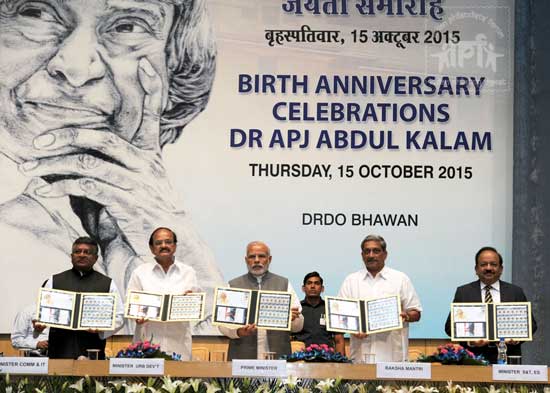 जयंती समारोह
बृहस्पतिवार, 15 अक्टूबर 2015
BIRTH ANNIVERSARY
CELEBRATIONS
DR APJ ABDUL KALAM
THURSDAY, 15 OCTOBER 2015
DRDO BHAWAN
MINISTER COMM & IT
MINISTER URB DEV'T
PRIME MINISTER
RAKSHA MANTRI
MINISTER S&T, ES